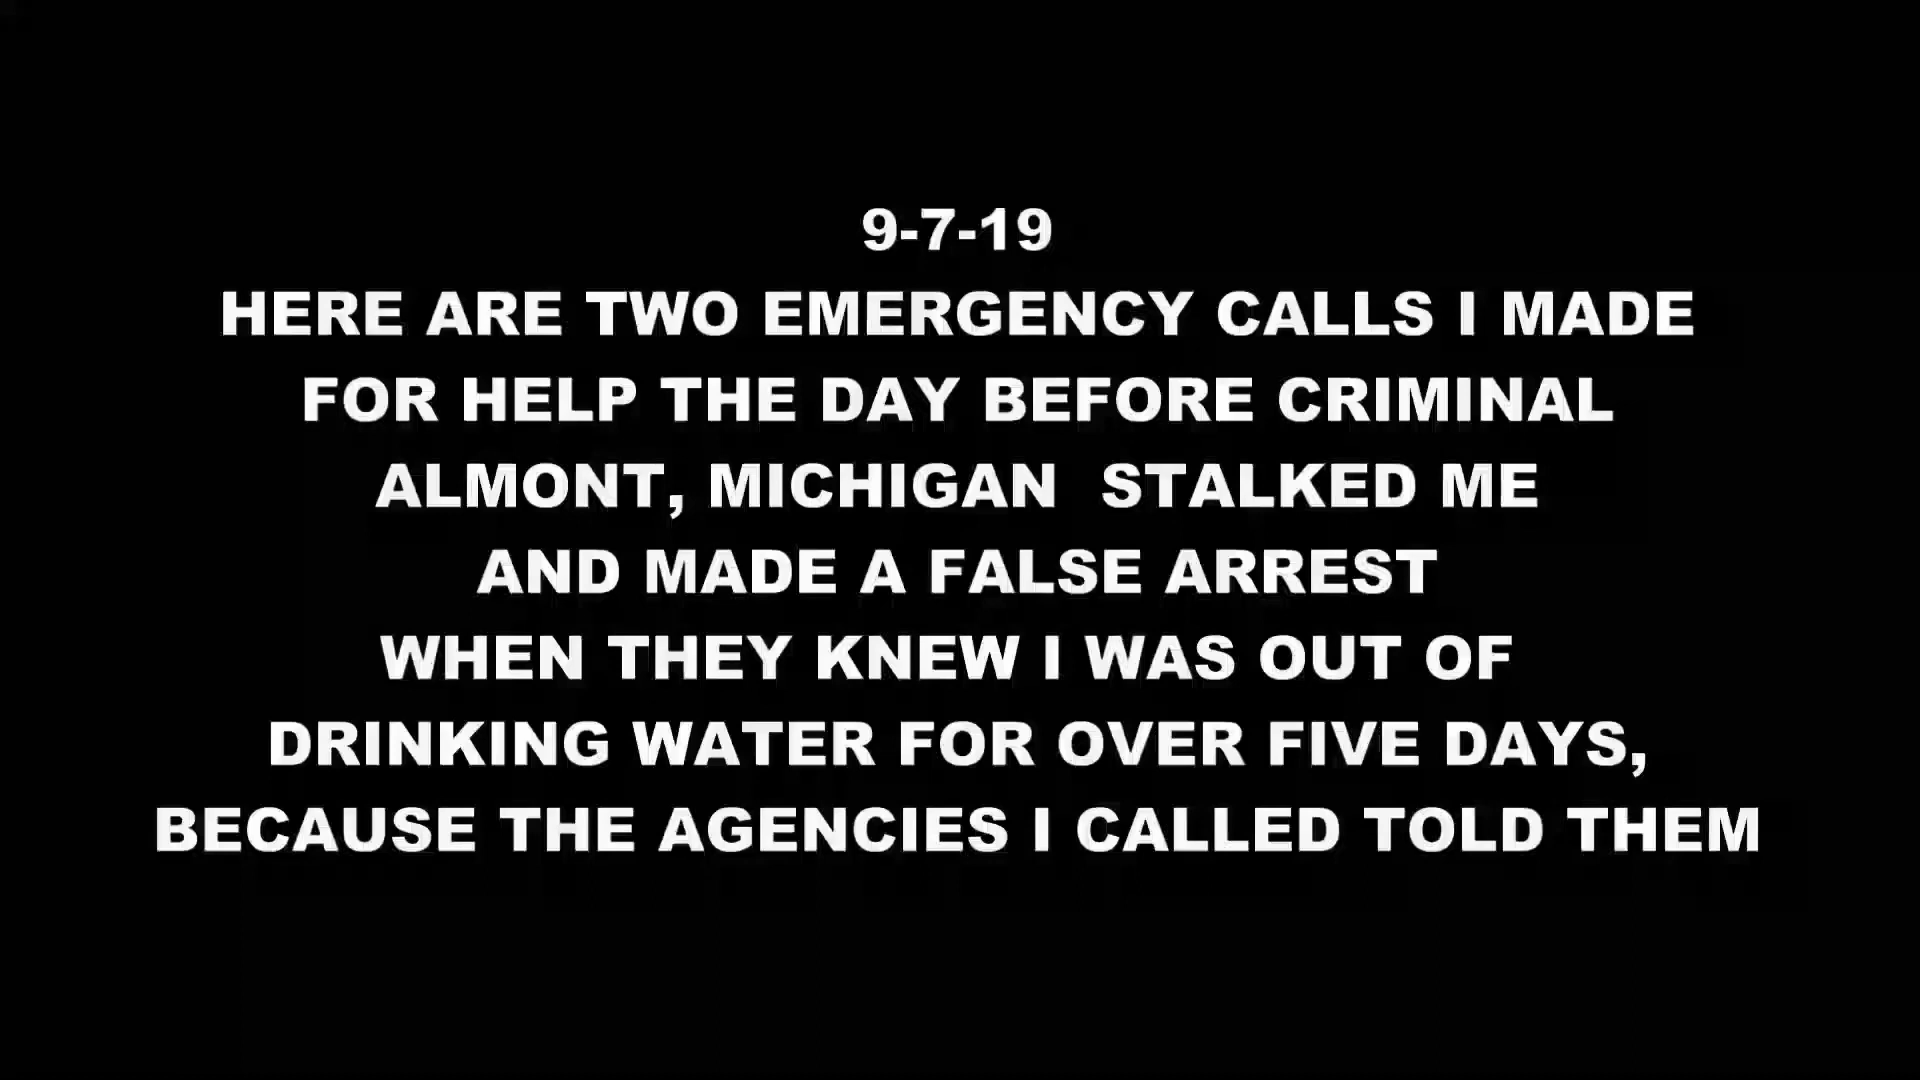 9-7-19
HERE ARE TWO EMERGENCY CALLS I MADE
FOR HELP THE DAY BEFORE CRIMINAL
ALMONT, MICHIGAN  STALKED ME
AND MADE A FALSE ARREST
WHEN THEY KNEW I WAS OUT OF
DRINKING WATER FOR OVER FIVE DAYS,
BECAUSE THE AGENCIES I CALLED TOLD THEM